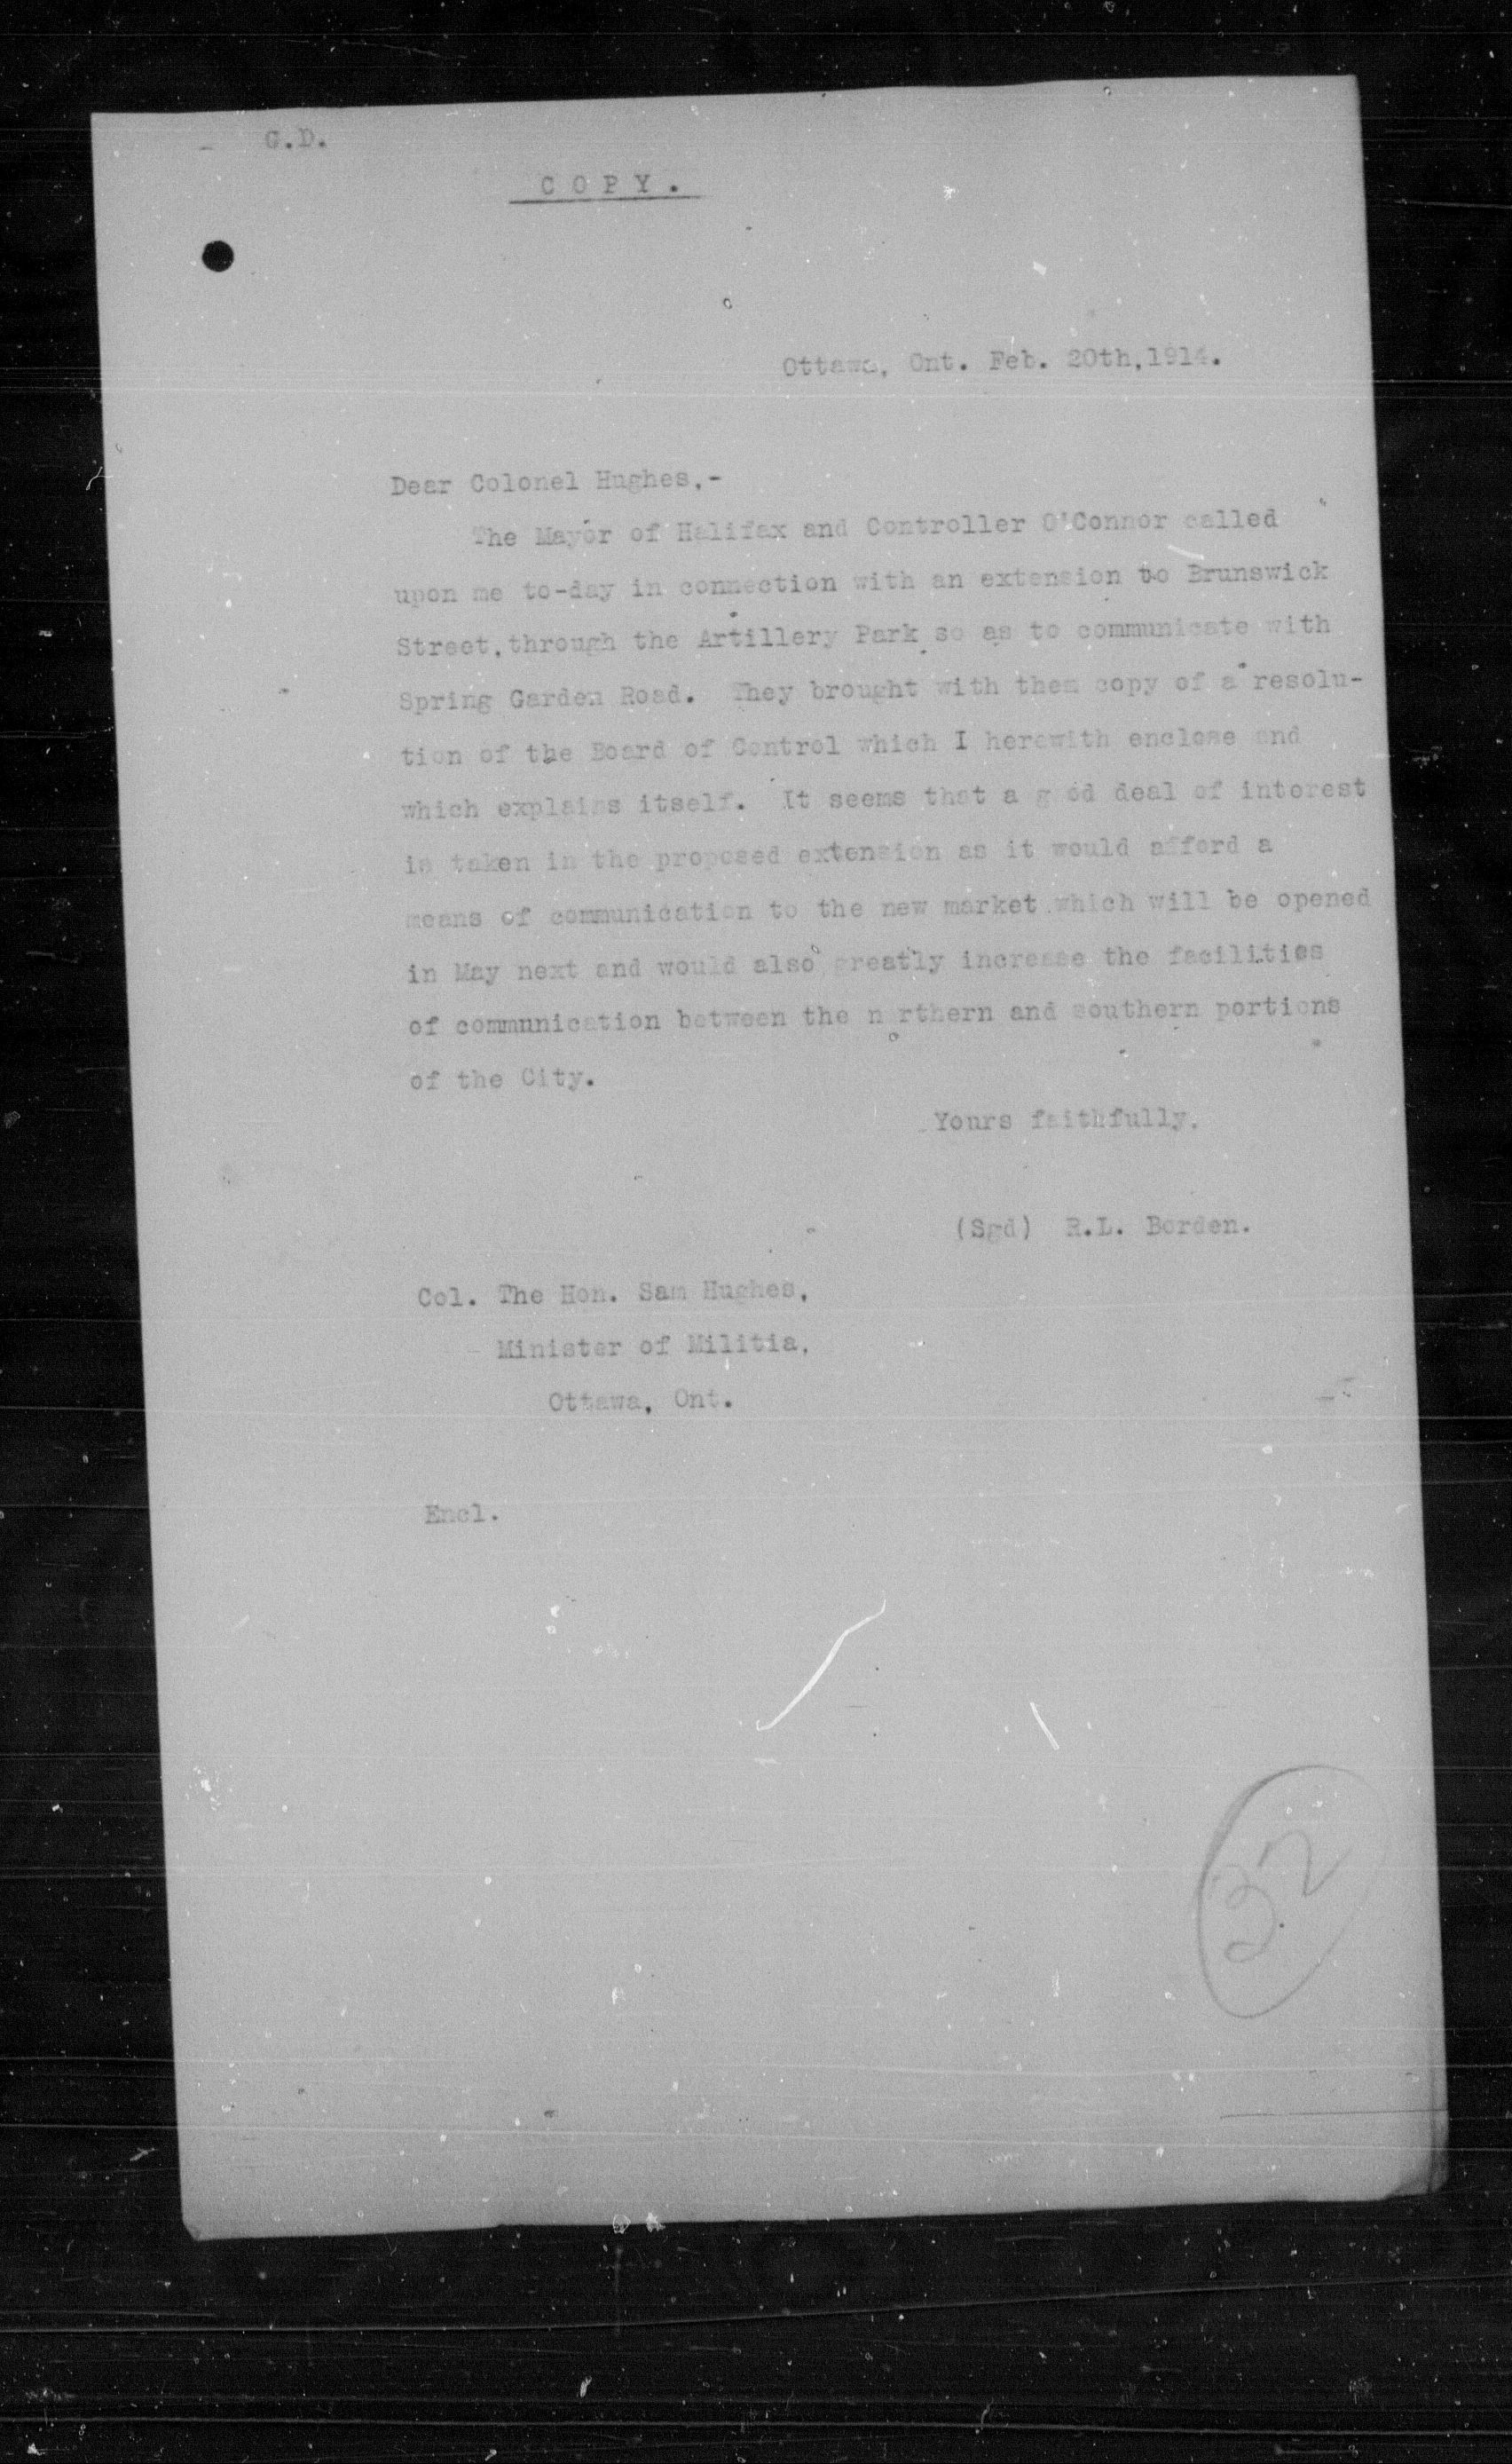 G.D.
COPY.
Ottawa, Ont. Feb. 20th, 1914.
Dear Colonel Hughes,-
The Mayor of Halifax and Controller O'Connor called
upon me to-day in connection with an extension to Brunswick
Street, through the Artillery Park so as to communicate with
Spring Garden Road. They brought with them copy of a resolu-
tion of the Board of Control which I herewith enclose and
which explains itself. It seems that a good deal of interest
is taken in the proposed extension as it would afford a
means of communication to the new market which will be opened
in May next and would also greatly increase the facilities
of communication between the northern and southern portions
of the City.
Yours faithfully,
(Sgd) R.L. Borden.
Col. The Hon. Sam Hughes,
Minister of Militia,
Ottawa, Ont.
Encl.
32